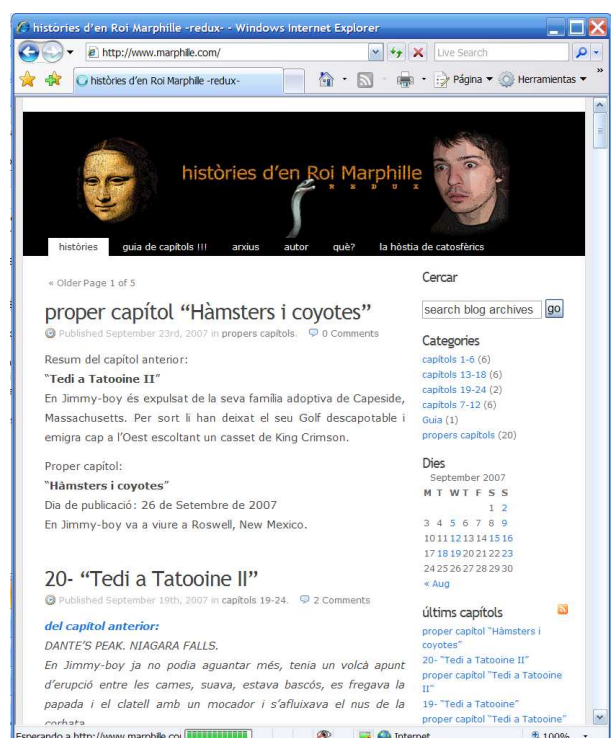 històries d'en Roi Marphille -redux- - Windows Internet Explorer
http://www.marphille.com/
Live Search
històries d'en Roi Marphille -redux-
Página
Herramientas
històries d'en Roi Marphille
REDUX
històries guia de capítols !!! arxius autor què? la hòstia de catosfèrics
« Older Page 1 of 5
proper capítol "Hàmsters i coyotes"
Published September 23rd, 2007 in propers capítols. 0 Comments
Resum del capítol anterior:
"Tedi a Tatooine II"
En Jimmy-boy és expulsat de la seva família adoptiva de Capeside,
Massachusetts. Per sort li han deixat el seu Golf descapotable i
emigra cap a l'Oest escoltant un casset de King Crimson.
Proper capítol:
"Hàmsters i coyotes"
Dia de publicació: 26 de Setembre de 2007
En Jimmy-boy va a viure a Roswell, New Mexico.
20- "Tedi a Tatooine II"
Published September 19th, 2007 in capítols 19-24. 2 Comments
del capítol anterior:
DANTE'S PEAK. NIAGARA FALLS.
En Jimmy-boy ja no podia aguantar més, tenia un volcà apunt
d'erupció entre les cames, suava, estava bascós, es fregava la
papada i el clatell amb un mocador i s'afluixava el nus de la
corbata.
Cercar
search blog archives go
Categories
capítols 1-6 (6)
capítols 13-18 (6)
capítols 19-24 (2)
capítols 7-12 (6)
Guia (1)
propers capítols (20)
Dies
September 2007
M T W T F S S
1 2
3 4 5 6 7 8 9
10 11 12 13 14 15 16
17 18 19 20 21 22 23
24 25 26 27 28 29 30
« Aug
últims capítols
proper capítol "Hàmsters i
coyotes"
20- "Tedi a Tatooine II"
proper capítol "Tedi a Tatooine
II"
19- "Tedi a Tatooine"
proper capítol "Tedi a Tatooine"
Esperando a http://www.marphille.co
Internet
100%